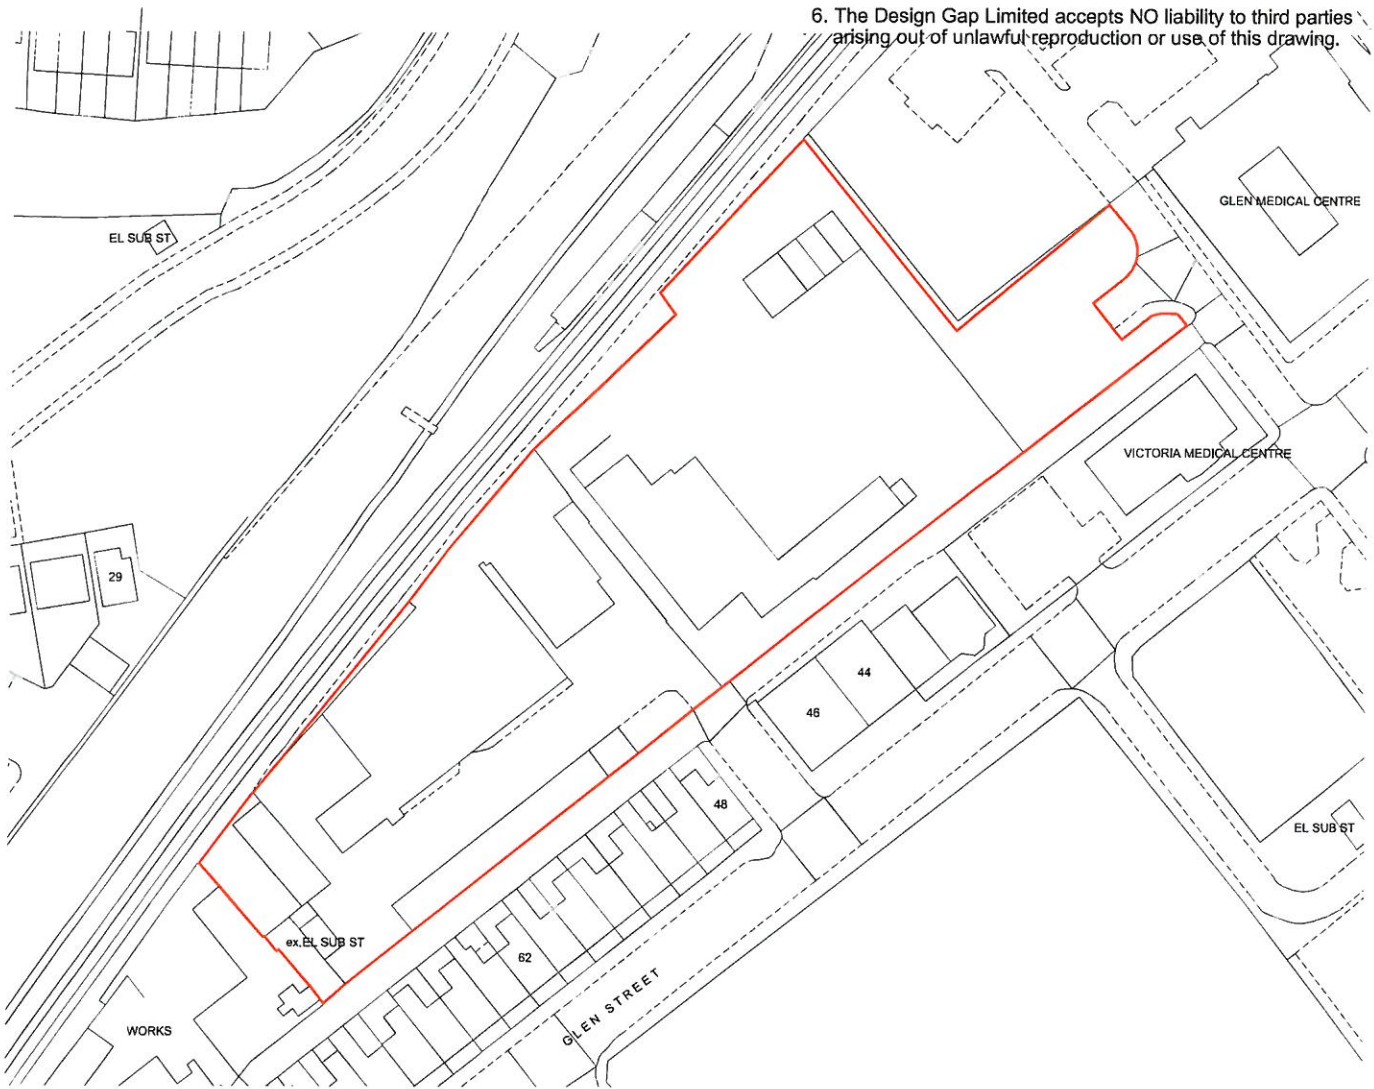 6. The Design Gap Limited accepts NO liability to third parties
arising out of unlawful reproduction or use of this drawing.
GLEN MEDICAL CENTRE
EL SUB ST
VICTORIA MEDICAL CENTRE
29
44
46
48
EL SUB ST
ex.EL SUB ST
62
GLEN STREET
WORKS